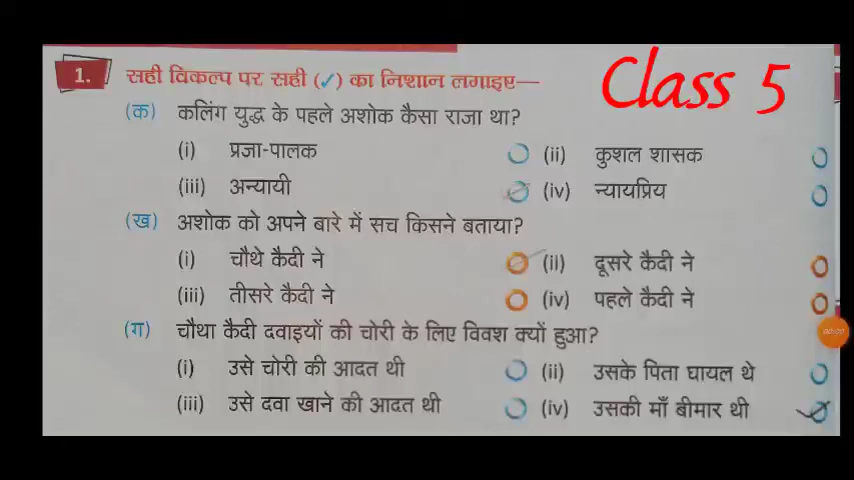 1. सही विकल्प पर सही (✓) का निशान लगाइए—
Class 5
(क) कलिंग युद्ध के पहले अशोक कैसा राजा था?
(i) प्रजा-पालक (ii) कुशल शासक
(iii) अन्यायी (iv) न्यायप्रिय
(ख) अशोक को अपने बारे में सच किसने बताया?
(i) चौथे कैदी ने (ii) दूसरे कैदी ने
(iii) तीसरे कैदी ने (iv) पहले कैदी ने
(ग) चौथा कैदी दवाइयों की चोरी के लिए विवश क्यों हुआ?
(i) उसे चोरी की आदत थी (ii) उसके पिता घायल थे
(iii) उसे दवा खाने की आदत थी (iv) उसकी माँ बीमार थी